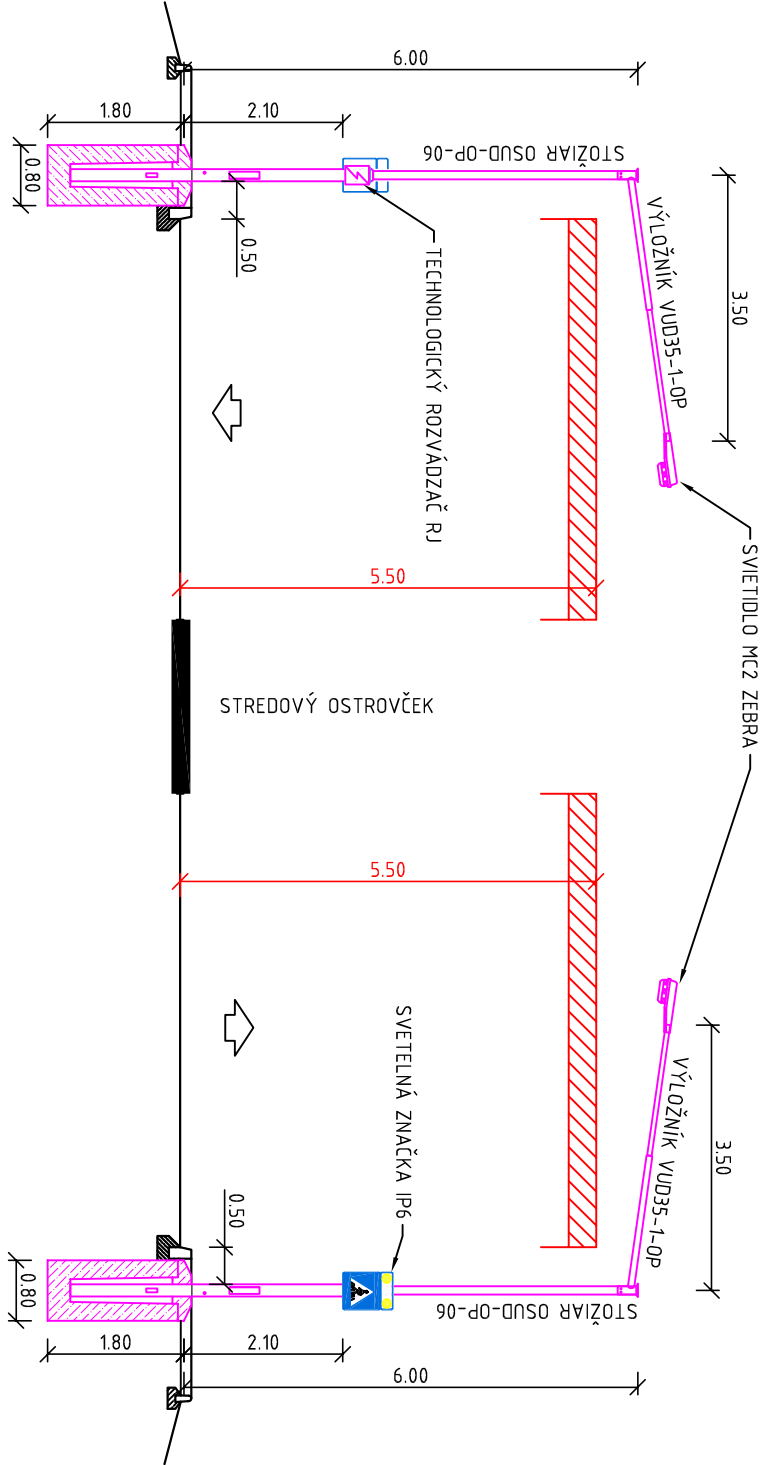 6.00
1.80
2.10
0.80
0.50
STOŽIAR OSUD-OP-06
VÝLOŽNÍK VUD35-1-OP
3.50
TECHNOLOGICKÝ ROZVÁDZAČ RJ
SVIETIDLO MC2 ZEBRA
5.50
STREDOVÝ OSTROVČEK
5.50
SVETELNÁ ZNAČKA IP6
VÝLOŽNÍK VUD35-1-OP
3.50
0.50
0.80
STOŽIAR OSUD-OP-06
1.80
2.10
6.00